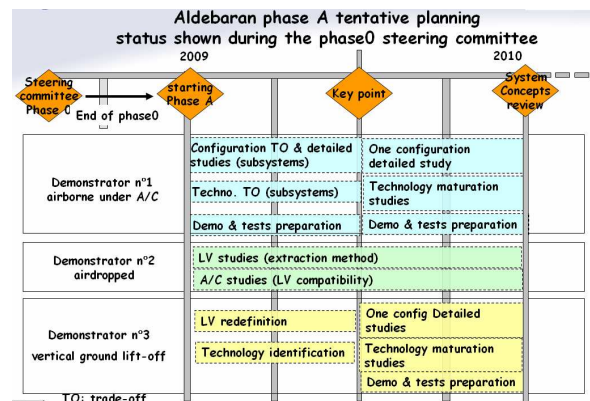 Aldebaran phase A tentative planning
status shown during the phase0 steering committee
2009
2010
Steering
committee
Phase 0
End of phase0
starting
Phase A
Key point
System
Concepts
review
Demonstrator n°1
airborne under A/C
Configuration TO & detailed
studies (subsystems)
One configuration
detailed study
Techno. TO (subsystems)
Technology maturation
studies
Demo & tests preparation
Demo & tests preparation
Demonstrator n°2
airdropped
LV studies (extraction method)
A/C studies (LV compatibility)
Demonstrator n°3
vertical ground lift-off
LV redefinition
One config Detailed
studies
Technology identification
Technology maturation
studies
Demo & tests preparation
TO: trade-off